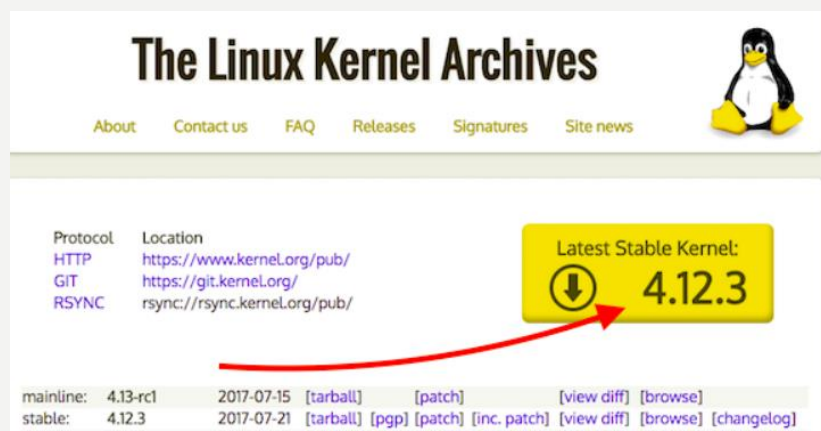 The Linux Kernel Archives
About Contact us FAQ Releases Signatures Site news
Protocol Location
HTTP https://www.kernel.org/pub/
GIT https://git.kernel.org/
RSYNC rsync://rsync.kernel.org/pub/
Latest Stable Kernel:
4.12.3
mainline: 4.13-rc1 2017-07-15 [tarball] [patch] [view diff] [browse]
stable: 4.12.3 2017-07-21 [tarball] [pgp] [patch] [inc. patch] [view diff] [browse] [changelog]